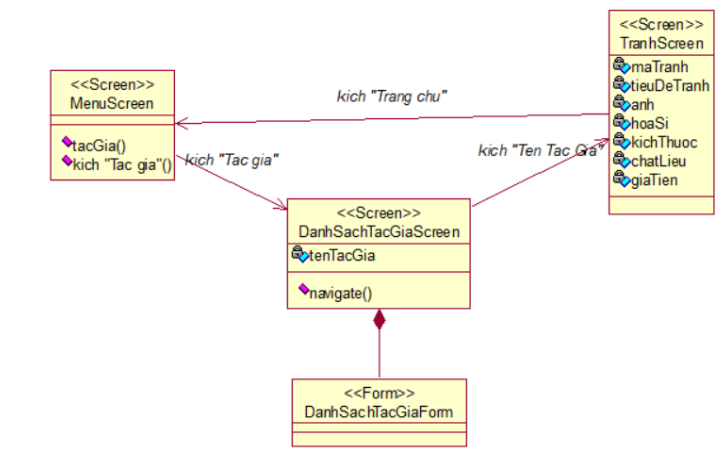 <<Screen>>
TranhScreen
maTranh
tieuDeTranh
anh
hoaSi
kichThuoc
chatLieu
giaTien
<<Screen>>
MenuScreen
tacGia()
kich "Tac gia"()
kich "Trang chu"
kich "Tac gia"
kich "Ten Tac Gia"
<<Screen>>
DanhSachTacGiaScreen
tenTacGia
navigate()
<<Form>>
DanhSachTacGiaForm